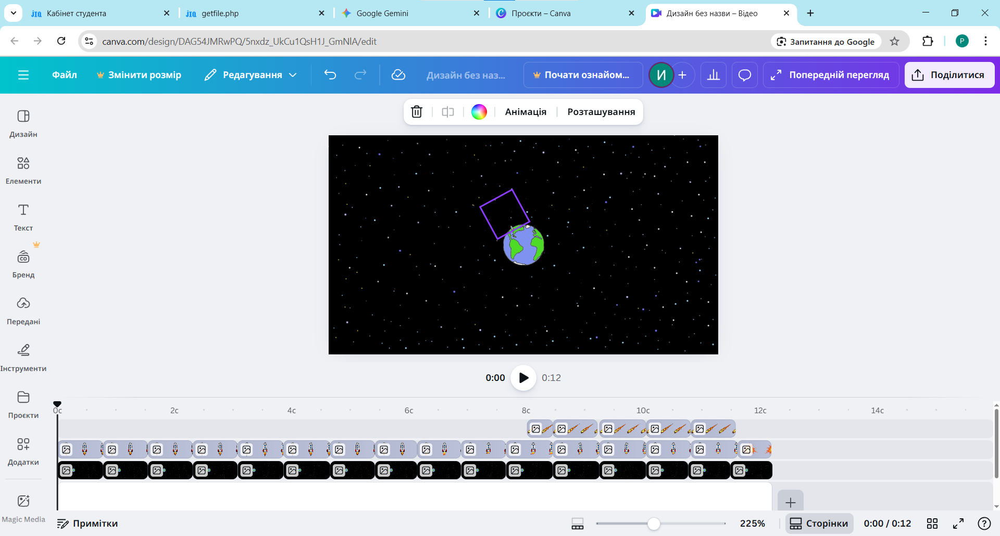 Кабінет студента
getfile.php
Google Gemini
Проєкти – Canva
Дизайн без назви – Відео
canva.com/design/DAG54JMRwPQ/5nxdz_UkCu1QsH1J_GmNlA/edit
Запитання до Google
P
Файл
Змінити розмір
Редагування
Дизайн без наз...
Почати ознайом...
И
Попередній перегляд
Поділитися
Анімація
Розташування
Дизайн
Елементи
Текст
Бренд
Передані
Інструменти
Проєкти
Додатки
Magic Media
0:00
0:12
0с
2с
4с
6с
8с
10с
12с
14с
Примітки
225%
Сторінки
0:00 / 0:12